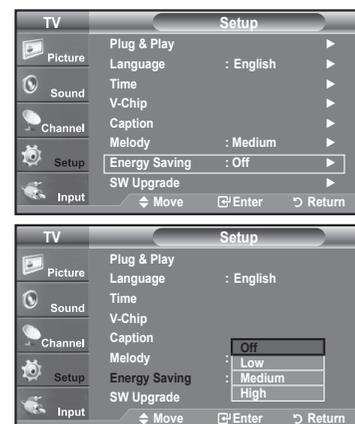 TV Setup
Picture
Sound
Channel
Setup
Input
Plug & Play ►
Language : English ►
Time ►
V-Chip ►
Caption ►
Melody : Medium ►
Energy Saving : Off ►
SW Upgrade ►
Move Enter Return
TV Setup
Picture
Sound
Channel
Setup
Input
Plug & Play
Language : English
Time
V-Chip
Caption
Melody :
Energy Saving :
SW Upgrade
Off
Low
Medium
High
Move Enter Return